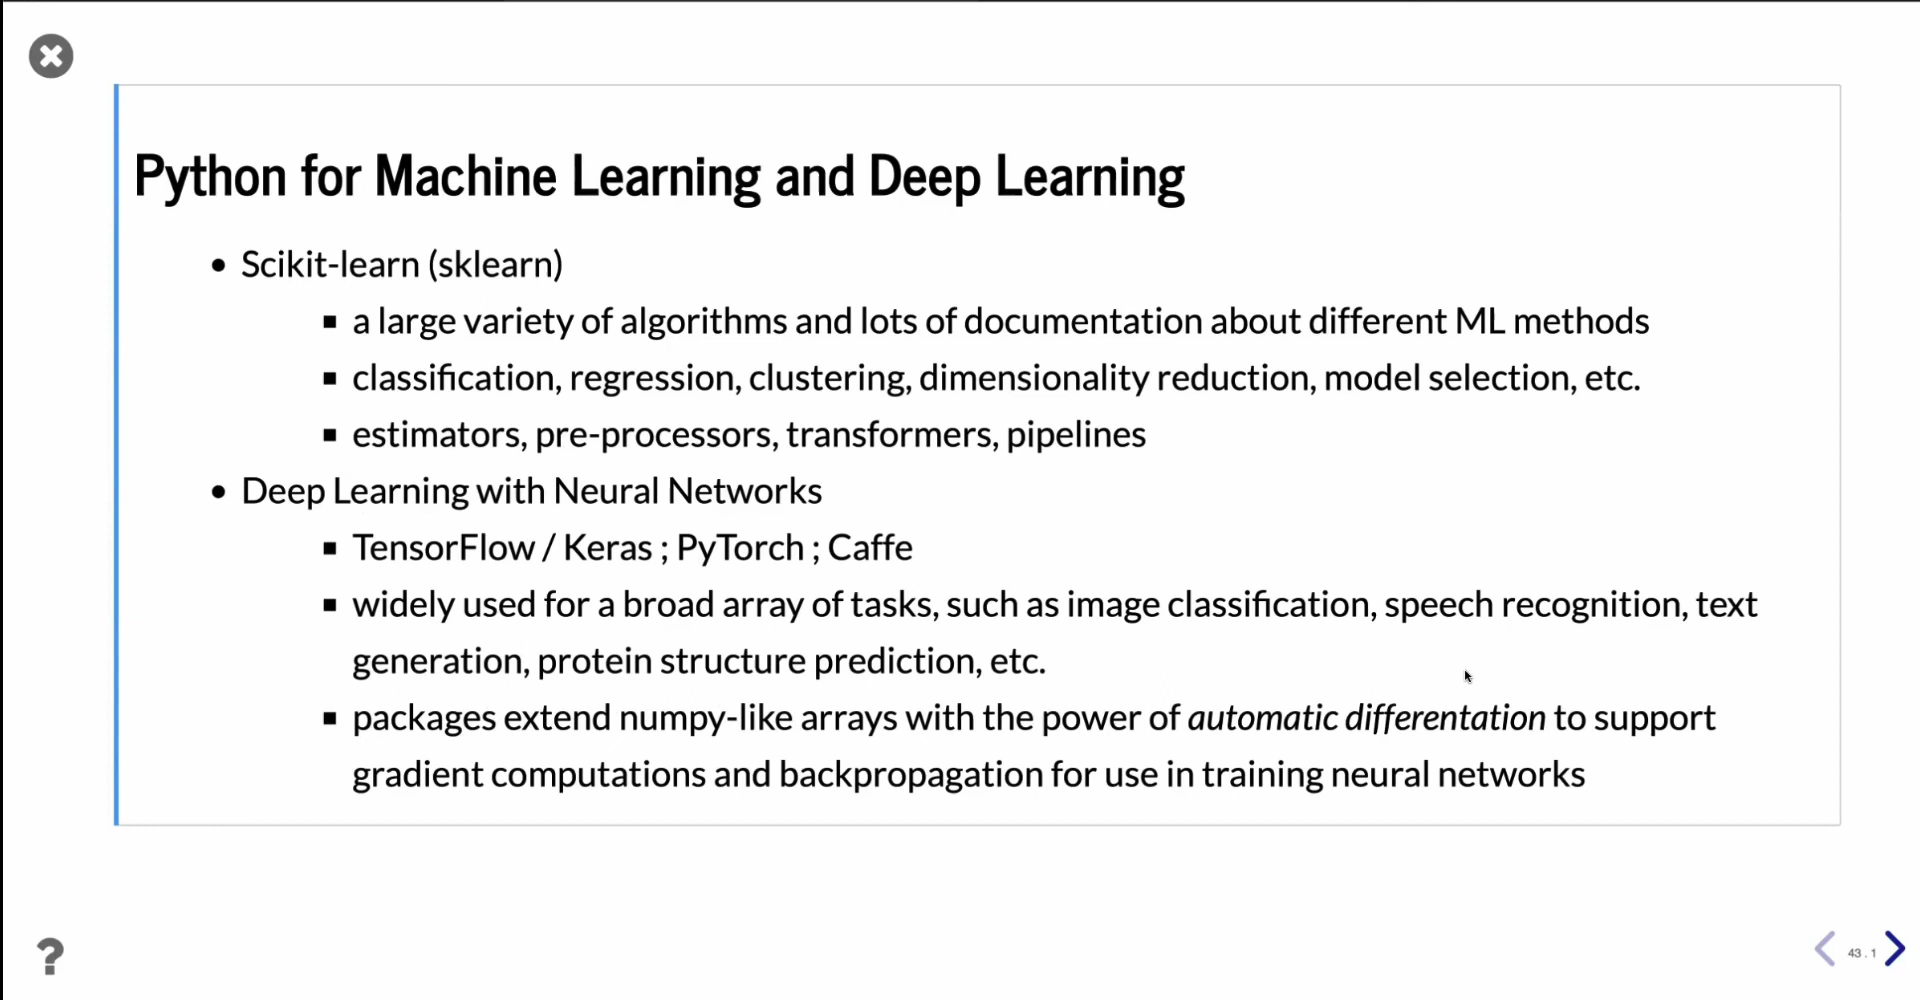 Python for Machine Learning and Deep Learning
• Scikit-learn (sklearn)
▪ a large variety of algorithms and lots of documentation about different ML methods
▪ classification, regression, clustering, dimensionality reduction, model selection, etc.
▪ estimators, pre-processors, transformers, pipelines
• Deep Learning with Neural Networks
▪ TensorFlow / Keras ; PyTorch ; Caffe
▪ widely used for a broad array of tasks, such as image classification, speech recognition, text
generation, protein structure prediction, etc.
▪ packages extend numpy-like arrays with the power of automatic differentation to support
gradient computations and backpropagation for use in training neural networks
?
43 . 1